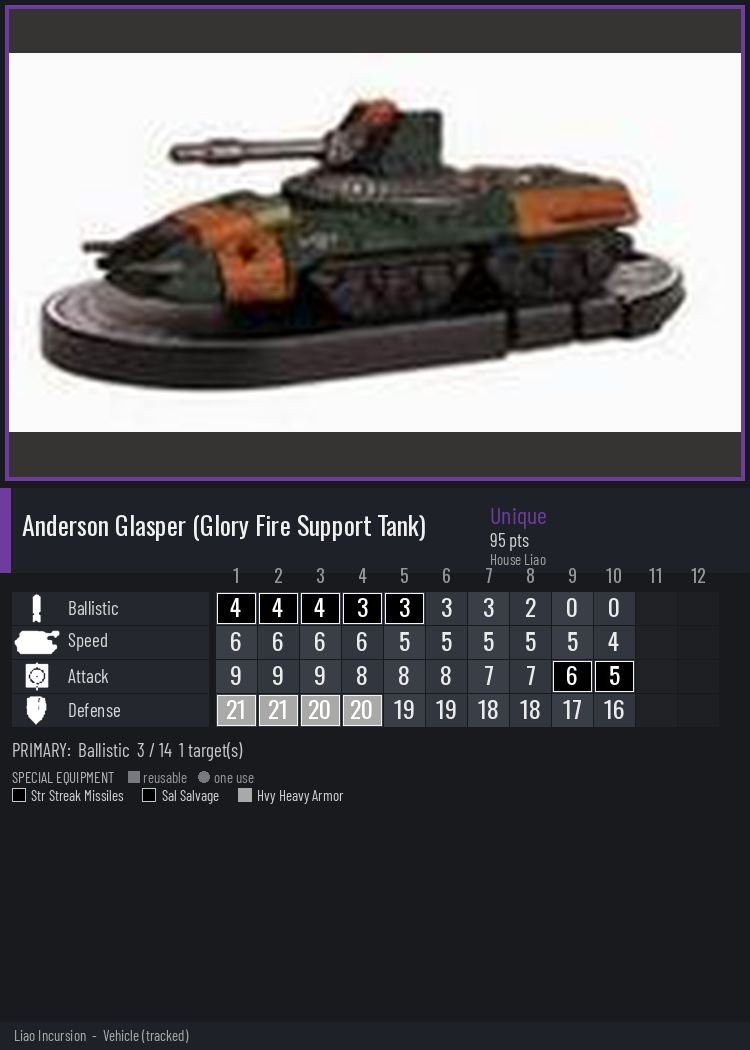 Anderson Glasper (Glory Fire Support Tank)
Unique
95 pts
House Liao
1 2 3 4 5 6 7 8 9 10 11 12
Ballistic 4 4 4 3 3 3 3 2 0 0
Speed 6 6 6 6 5 5 5 5 5 4
Attack 9 9 9 8 8 8 7 7 6 5
Defense 21 21 20 20 19 19 18 18 17 16
PRIMARY: Ballistic 3 / 14 1 target(s)
SPECIAL EQUIPMENT reusable one use
Str Streak Missiles Sal Salvage Hvy Heavy Armor
Liao Incursion - Vehicle (tracked)